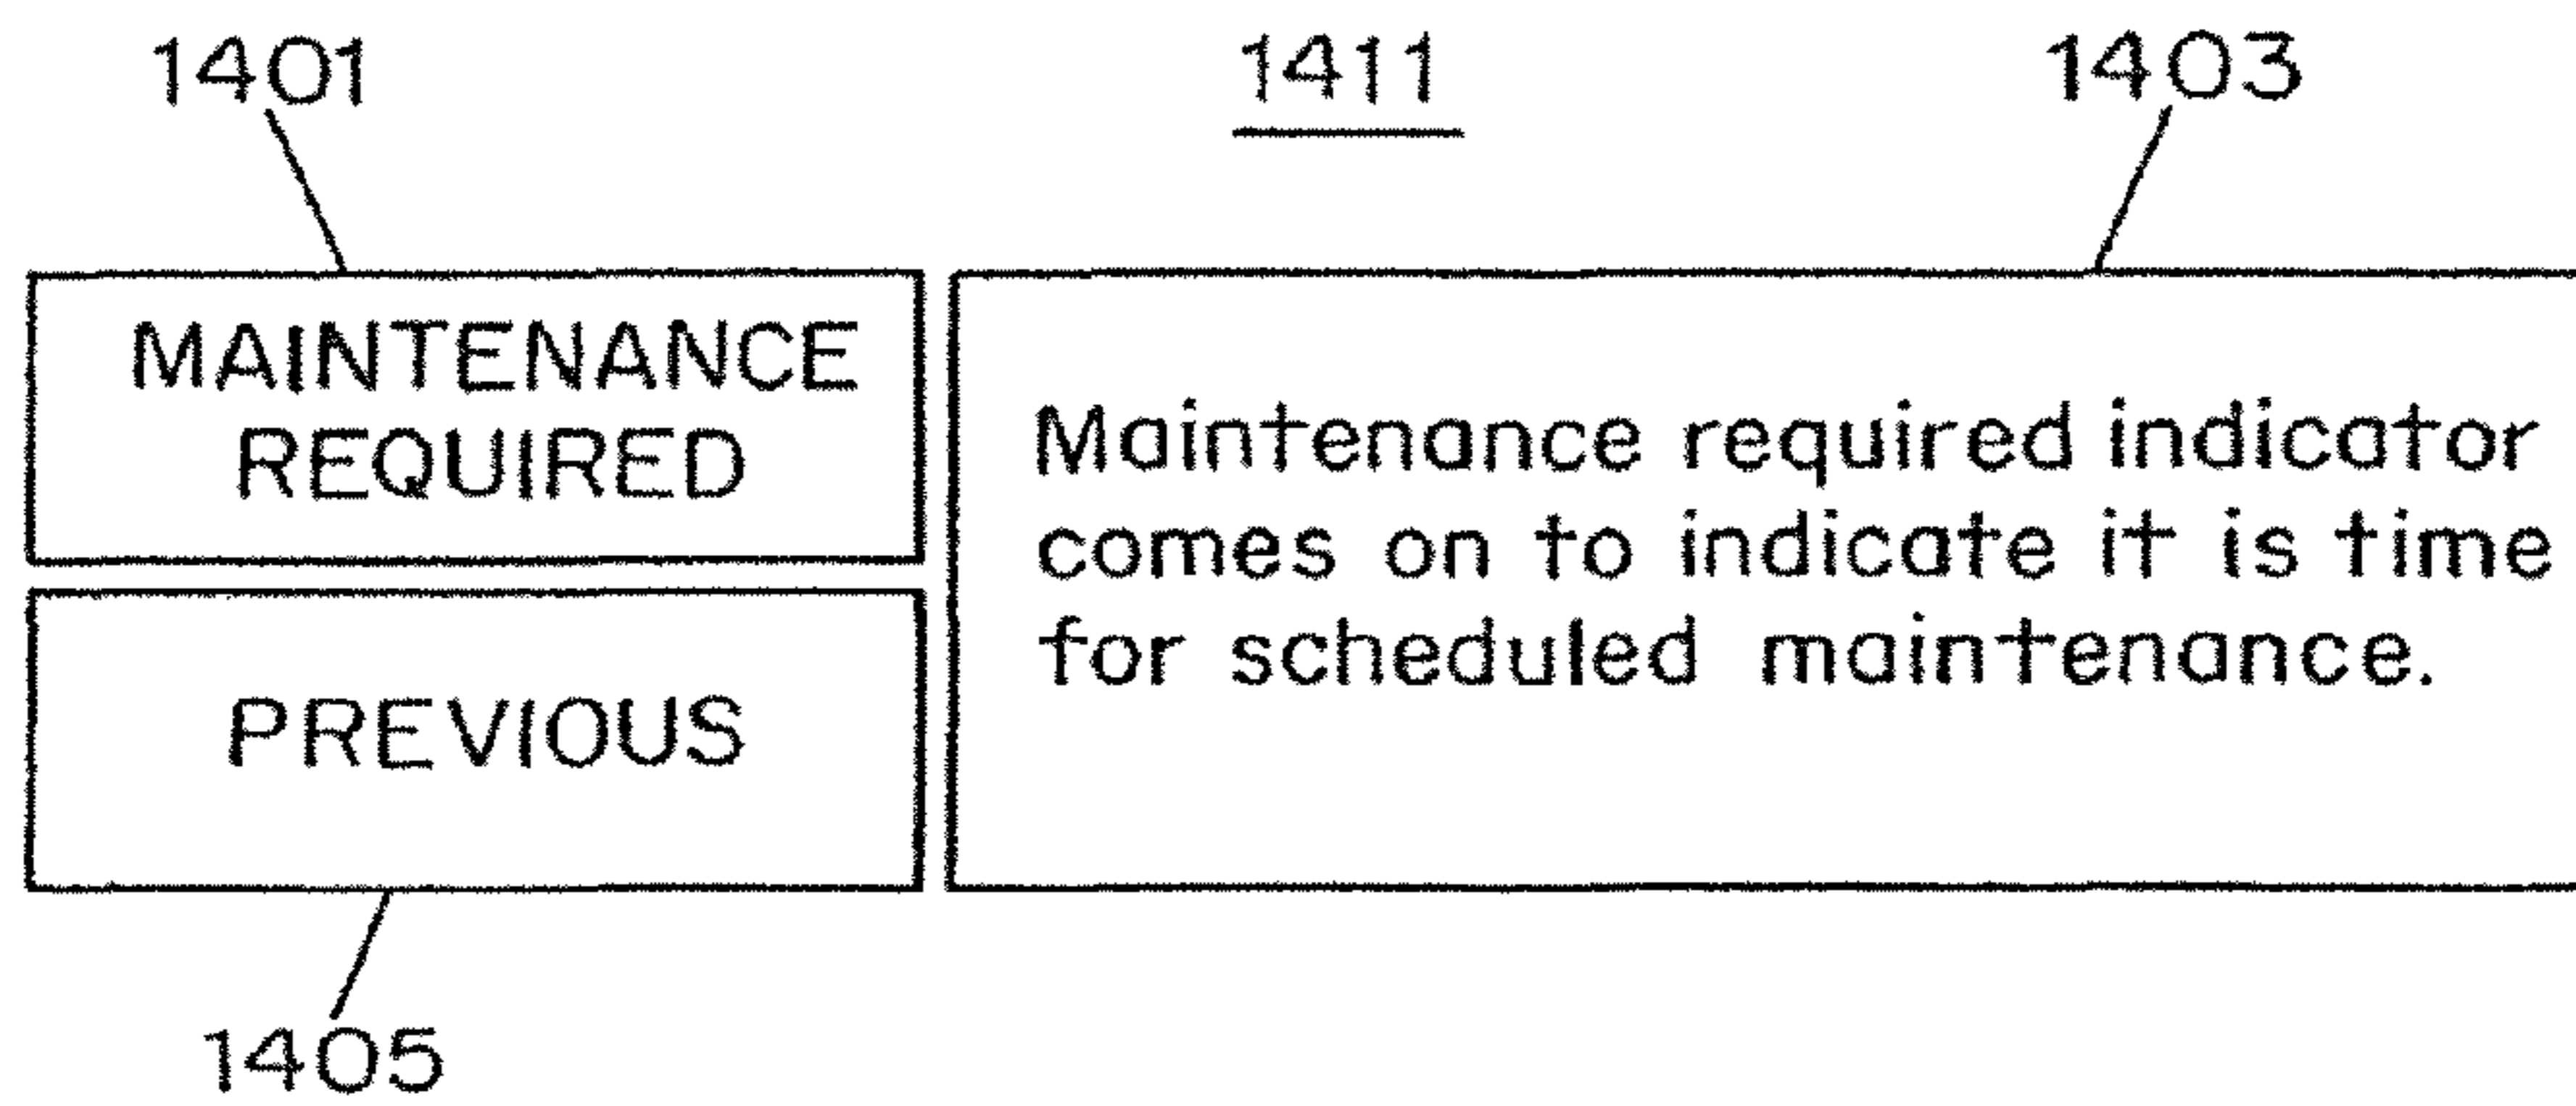 1401
1411
1403
MAINTENANCE
REQUIRED
Maintenance required indicator
comes on to indicate it is time
for scheduled maintenance.
PREVIOUS
1405